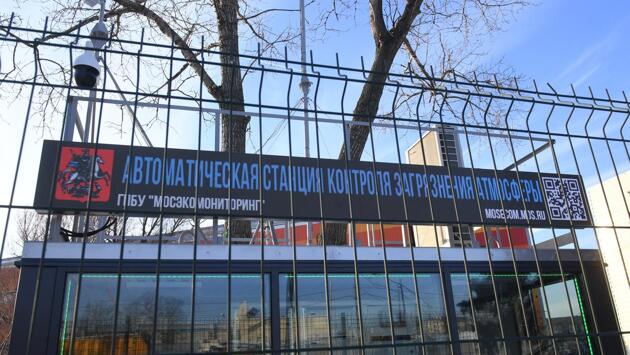 АВТОМАТИЧЕСКАЯ СТАНЦИЯ КОНТРОЛЯ ЗАГРЯЗНЕНИЯ АТМОСФЕРЫ
ГПБУ "МОСЭКОМОНИТОРИНГ"
MOSECOM.MOS.RU